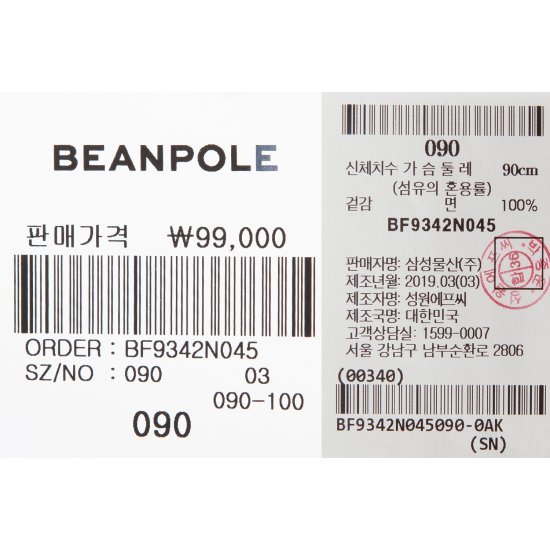 BEANPOLE
판매가격 ₩99,000
ORDER : BF9342N045
SZ/NO : 090 03
090-100
090
090
신체치수 가슴둘레 90cm
(섬유의 혼용률)
겉감 면 100%
BF9342N045
판매자명: 삼성물산(주)
제조년월: 2019.03(03)
제조자명: 성원에프씨
제조국명: 대한민국
고객상담실: 1599-0007
서울 강남구 남부순환로 2806
(00340)
BF9342N045090-0AK
(SN)
합36